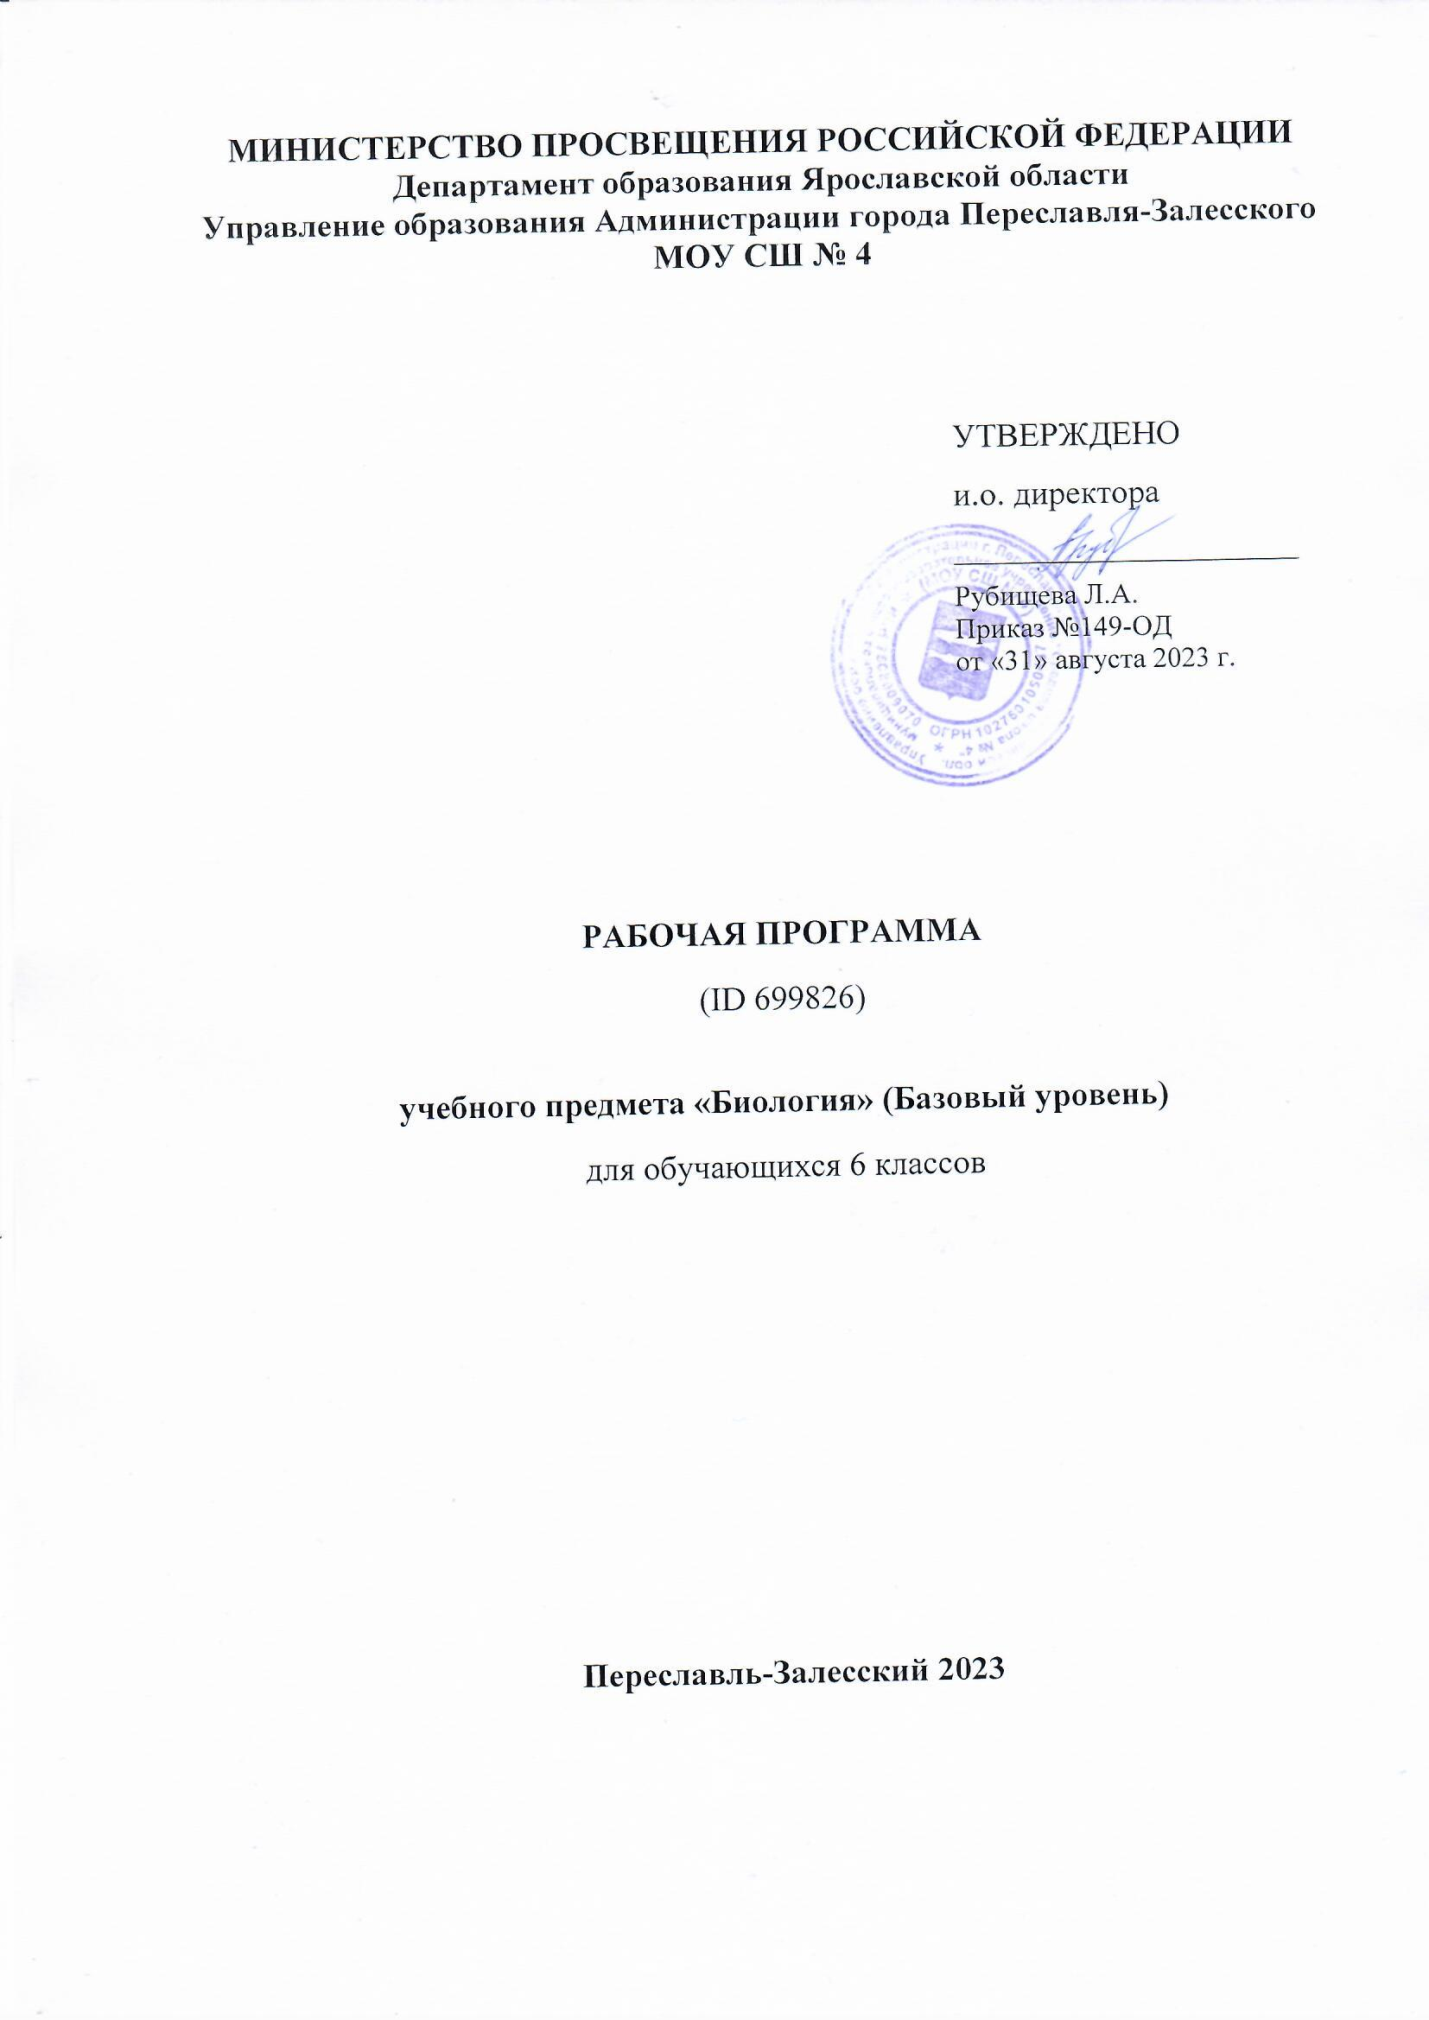 МИНИСТЕРСТВО ПРОСВЕЩЕНИЯ РОССИЙСКОЙ ФЕДЕРАЦИИ
Департамент образования Ярославской области
Управление образования Администрации города Переславля-Залесского
МОУ СШ № 4
УТВЕРЖДЕНО
и.о. директора
Рубищева Л.А.
Приказ №149-ОД
от «31» августа 2023 г.
РАБОЧАЯ ПРОГРАММА
(ID 699826)
учебного предмета «Биология» (Базовый уровень)
для обучающихся 6 классов
Переславль-Залесский 2023